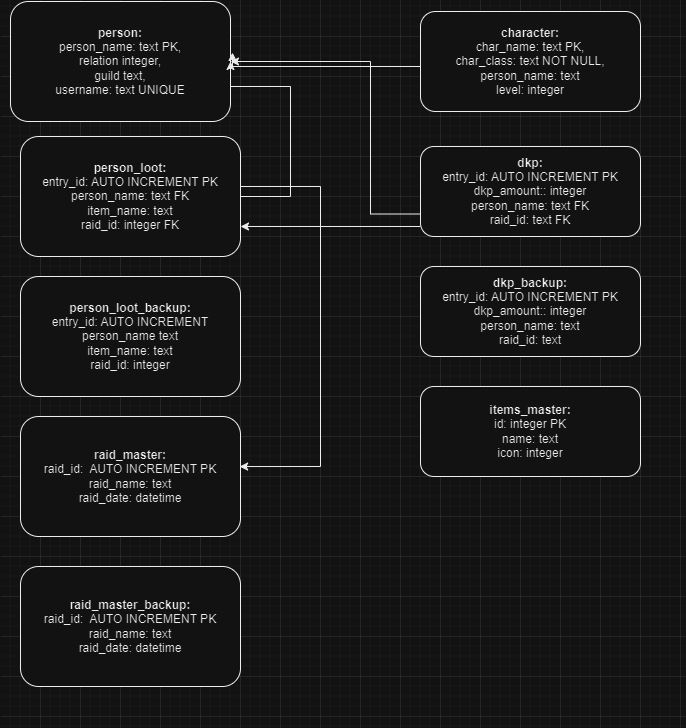 person:
person_name: text PK,
relation integer,
guild text,
username: text UNIQUE
character:
char_name: text PK,
char_class: text NOT NULL,
person_name: text
level: integer
person_loot:
entry_id: AUTO INCREMENT PK
person_name: text FK
item_name: text
raid_id: integer FK
dkp:
entry_id: AUTO INCREMENT PK
dkp_amount:: integer
person_name: text FK
raid_id: text FK
person_loot_backup:
entry_id: AUTO INCREMENT
person_name text
item_name: text
raid_id: integer
dkp_backup:
entry_id: AUTO INCREMENT PK
dkp_amount:: integer
person_name: text
raid_id: text
items_master:
id: integer PK
name: text
icon: integer
raid_master:
raid_id:  AUTO INCREMENT PK
raid_name: text
raid_date: datetime
raid_master_backup:
raid_id:  AUTO INCREMENT PK
raid_name: text
raid_date: datetime